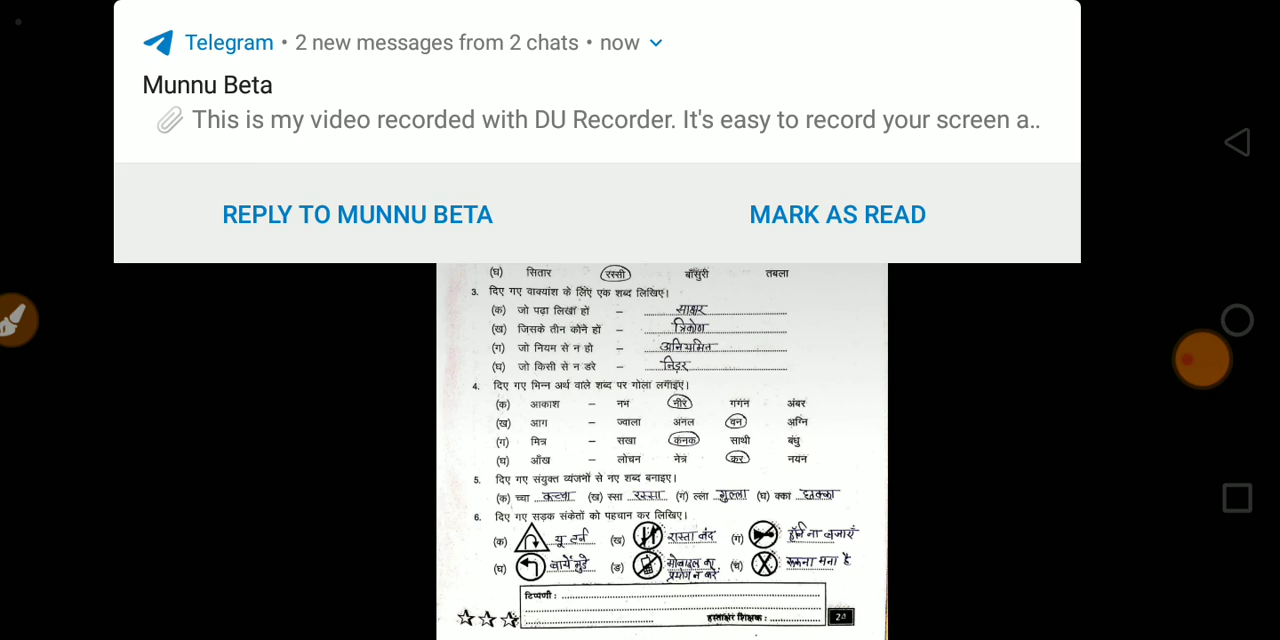 Telegram • 2 new messages from 2 chats • now
Munnu Beta
This is my video recorded with DU Recorder. It's easy to record your screen a..
REPLY TO MUNNU BETA MARK AS READ
(घ) सितार रस्सी बाँसुरी तबला
3. दिए गए वाक्यांश के लिए एक शब्द लिखिए।
(क) जो पढ़ा लिखा हो – साक्षर
(ख) जिसके तीन कोने हों – त्रिकोण
(ग) जो नियम से न हो – अनियमित
(घ) जो किसी से न डरे – निडर
4. दिए गए भिन्न अर्थ वाले शब्द पर गोला लगाइए।
(क) आकाश – नभ नीर गगन अंबर
(ख) आग – ज्वाला अनल वन अग्नि
(ग) मित्र – सखा कनक साथी बंधु
(घ) आँख – लोचन नेत्र कर नयन
5. दिए गए संयुक्त व्यंजनों से नए शब्द बनाइए।
(क) च्चा कच्चा (ख) स्सा रस्सा (ग) ल्ला गुल्ला (घ) क्का छक्का
6. दिए गए सड़क संकेतों को पहचान कर लिखिए।
(क) यू टर्न (ख) रास्ता बंद (ग) हॉर्न ना बजाएँ
(घ) बायें मुड़े (ङ) मोबाइल का प्रयोग न करें (च) रूकना मना है
टिप्पणी :
हस्ताक्षर शिक्षक :